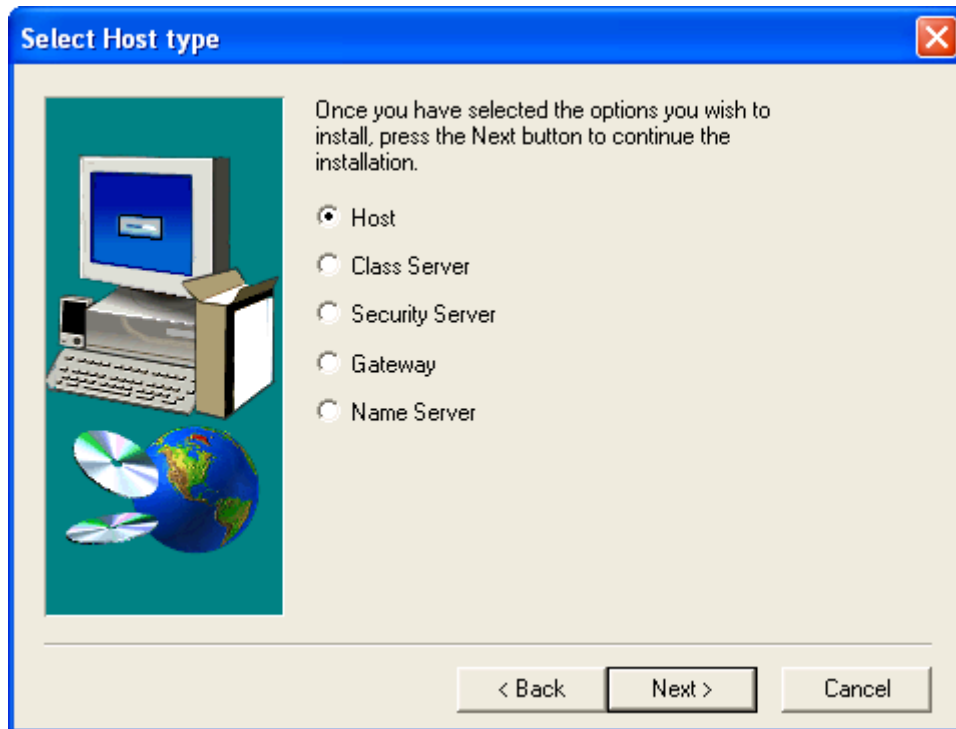 Select Host type
Once you have selected the options you wish to
install, press the Next button to continue the
installation.
Host
Class Server
Security Server
Gateway
Name Server
< Back
Next >
Cancel